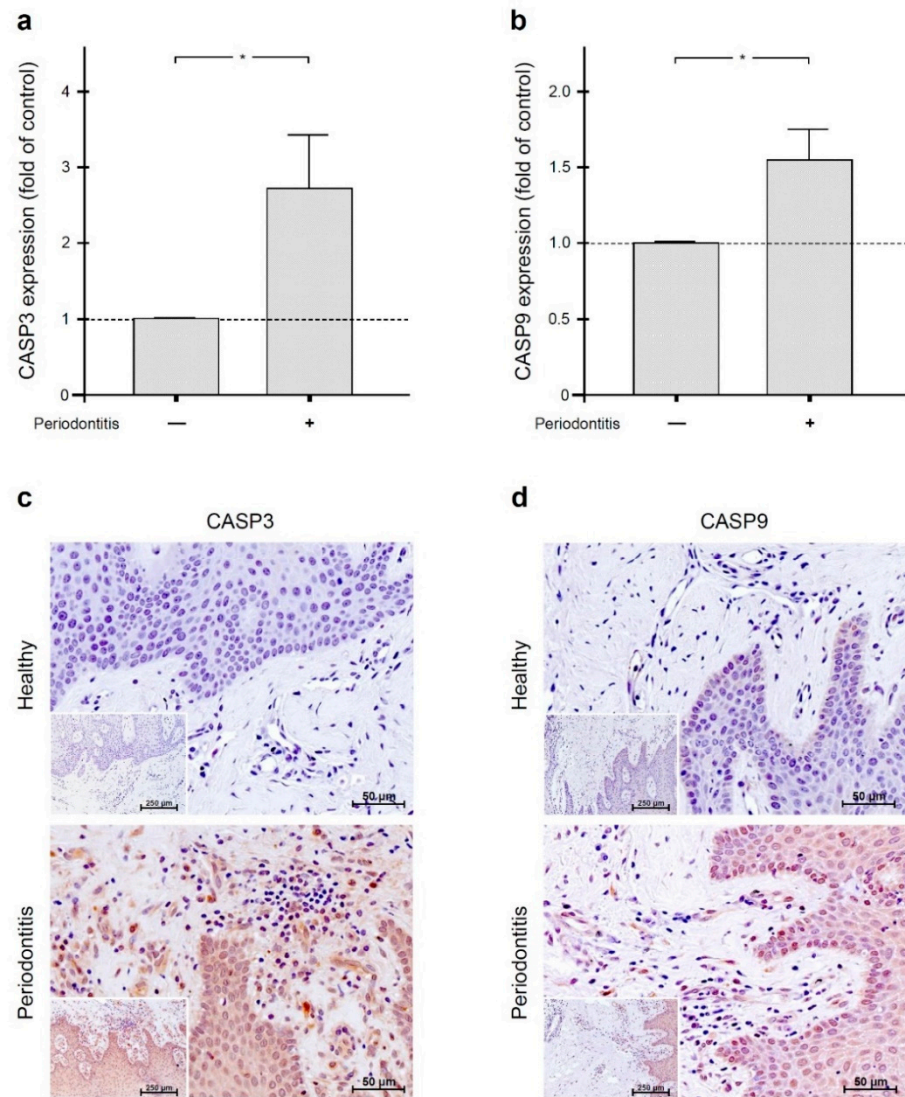 a
CASP3 expression (fold of control)
4
3
2
1
0
*
Periodontitis
—
+
b
CASP9 expression (fold of control)
2.0
1.5
1.0
0.5
0
*
Periodontitis
—
+
c
CASP3
Healthy
250 µm
50 µm
Periodontitis
250 µm
50 µm
d
CASP9
250 µm
50 µm
Healthy
Periodontitis
250 µm
50 µm